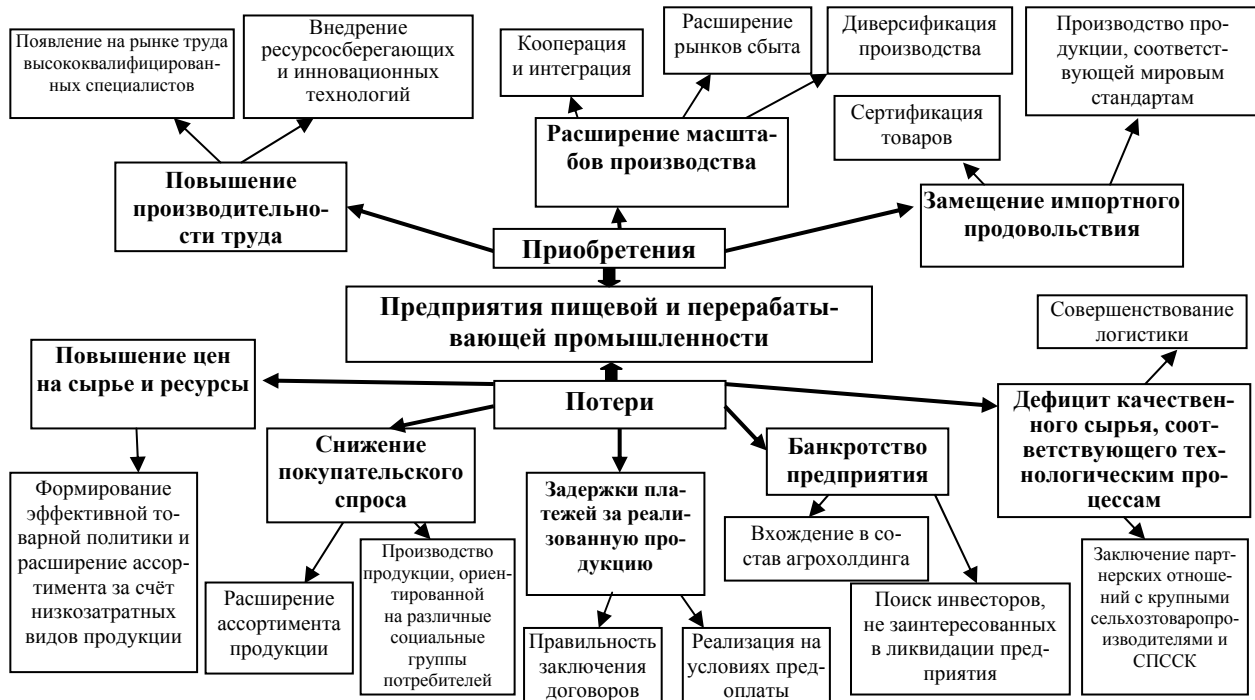 Появление на рынке труда
высококвалифицирован-
ных специалистов
Внедрение
ресурсосберегающих
и инновационных
технологий
Кооперация
и интеграция
Расширение
рынков сбыта
Диверсификация
производства
Производство про-
дукции, соответст-
вующей мировым
стандартам
Сертификация
товаров
Повышение
производительно-
сти труда
Расширение масшта-
бов производства
Замещение импортного
продовольствия
Приобретения
Предприятия пищевой и перерабаты-
вающей промышленности
Потери
Повышение цен
на сырье и ресурсы
Снижение
покупательского
спроса
Задержки пла-
тежей за реали-
зованную про-
дукцию
Банкротство
предприятия
Дефицит качествен-
ного сырья, соот-
ветствующего тех-
нологическим про-
цессам
Совершенствование
логистики
Формирование
эффективной то-
варной политики и
расширение ассор-
тимента за счёт
низкозатратных
видов продукции
Расширение
ассортимента
продукции
Производство
продукции, ориен-
тированной
на различные
социальные
группы
потребителей
Правильность
заключения
договоров
Реализация на
условиях пред-
оплаты
Вхождение в со-
став агрохолдинга
Поиск инвесторов,
не заинтересованных
в ликвидации пред-
приятия
Заключение парт-
нерских отноше-
ний с крупными
сельхозтоваропро-
изводителями и
СПССК